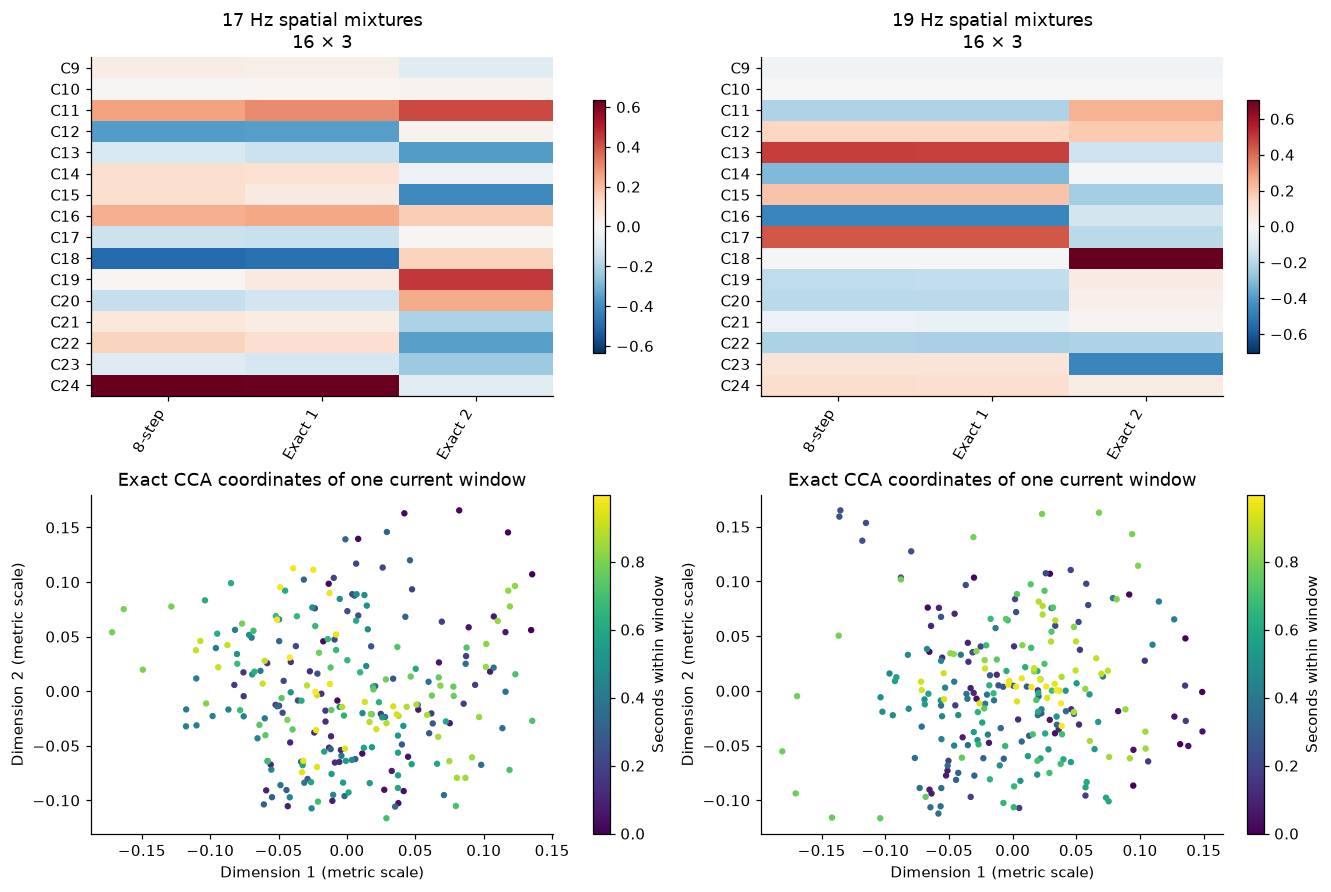 17 Hz spatial mixtures
16 × 3
C9
C10
C11
C12
C13
C14
C15
C16
C17
C18
C19
C20
C21
C22
C23
C24
8-step
Exact 1
Exact 2
0.6
0.4
0.2
0.0
−0.2
−0.4
−0.6
19 Hz spatial mixtures
16 × 3
C9
C10
C11
C12
C13
C14
C15
C16
C17
C18
C19
C20
C21
C22
C23
C24
8-step
Exact 1
Exact 2
0.6
0.4
0.2
0.0
−0.2
−0.4
−0.6
Exact CCA coordinates of one current window
Dimension 2 (metric scale)
0.15
0.10
0.05
0.00
−0.05
−0.10
−0.15
−0.10
−0.05
0.00
0.05
0.10
0.15
Dimension 1 (metric scale)
0.8
0.6
0.4
0.2
0.0
Seconds within window
Exact CCA coordinates of one current window
Dimension 2 (metric scale)
0.15
0.10
0.05
0.00
−0.05
−0.10
−0.15
−0.10
−0.05
0.00
0.05
0.10
0.15
Dimension 1 (metric scale)
0.8
0.6
0.4
0.2
0.0
Seconds within window